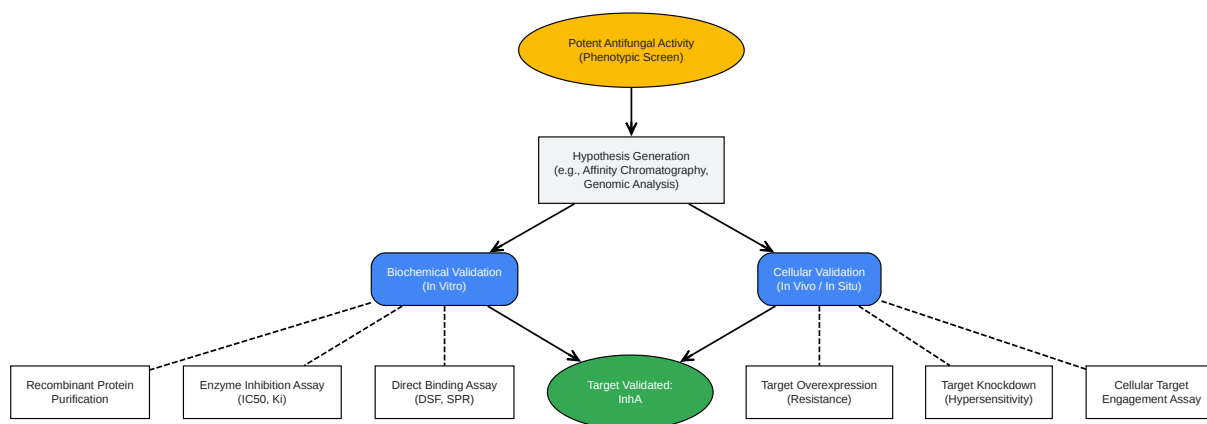 Potent Antifungal Activity
(Phenotypic Screen)
Hypothesis Generation
(e.g., Affinity Chromatography,
Genomic Analysis)
Biochemical Validation
(In Vitro)
Cellular Validation
(In Vivo / In Situ)
Recombinant Protein
Purification
Enzyme Inhibition Assay
(IC50, Ki)
Direct Binding Assay
(DSF, SPR)
Target Validated:
InhA
Target Overexpression
(Resistance)
Target Knockdown
(Hypersensitivity)
Cellular Target
Engagement Assay